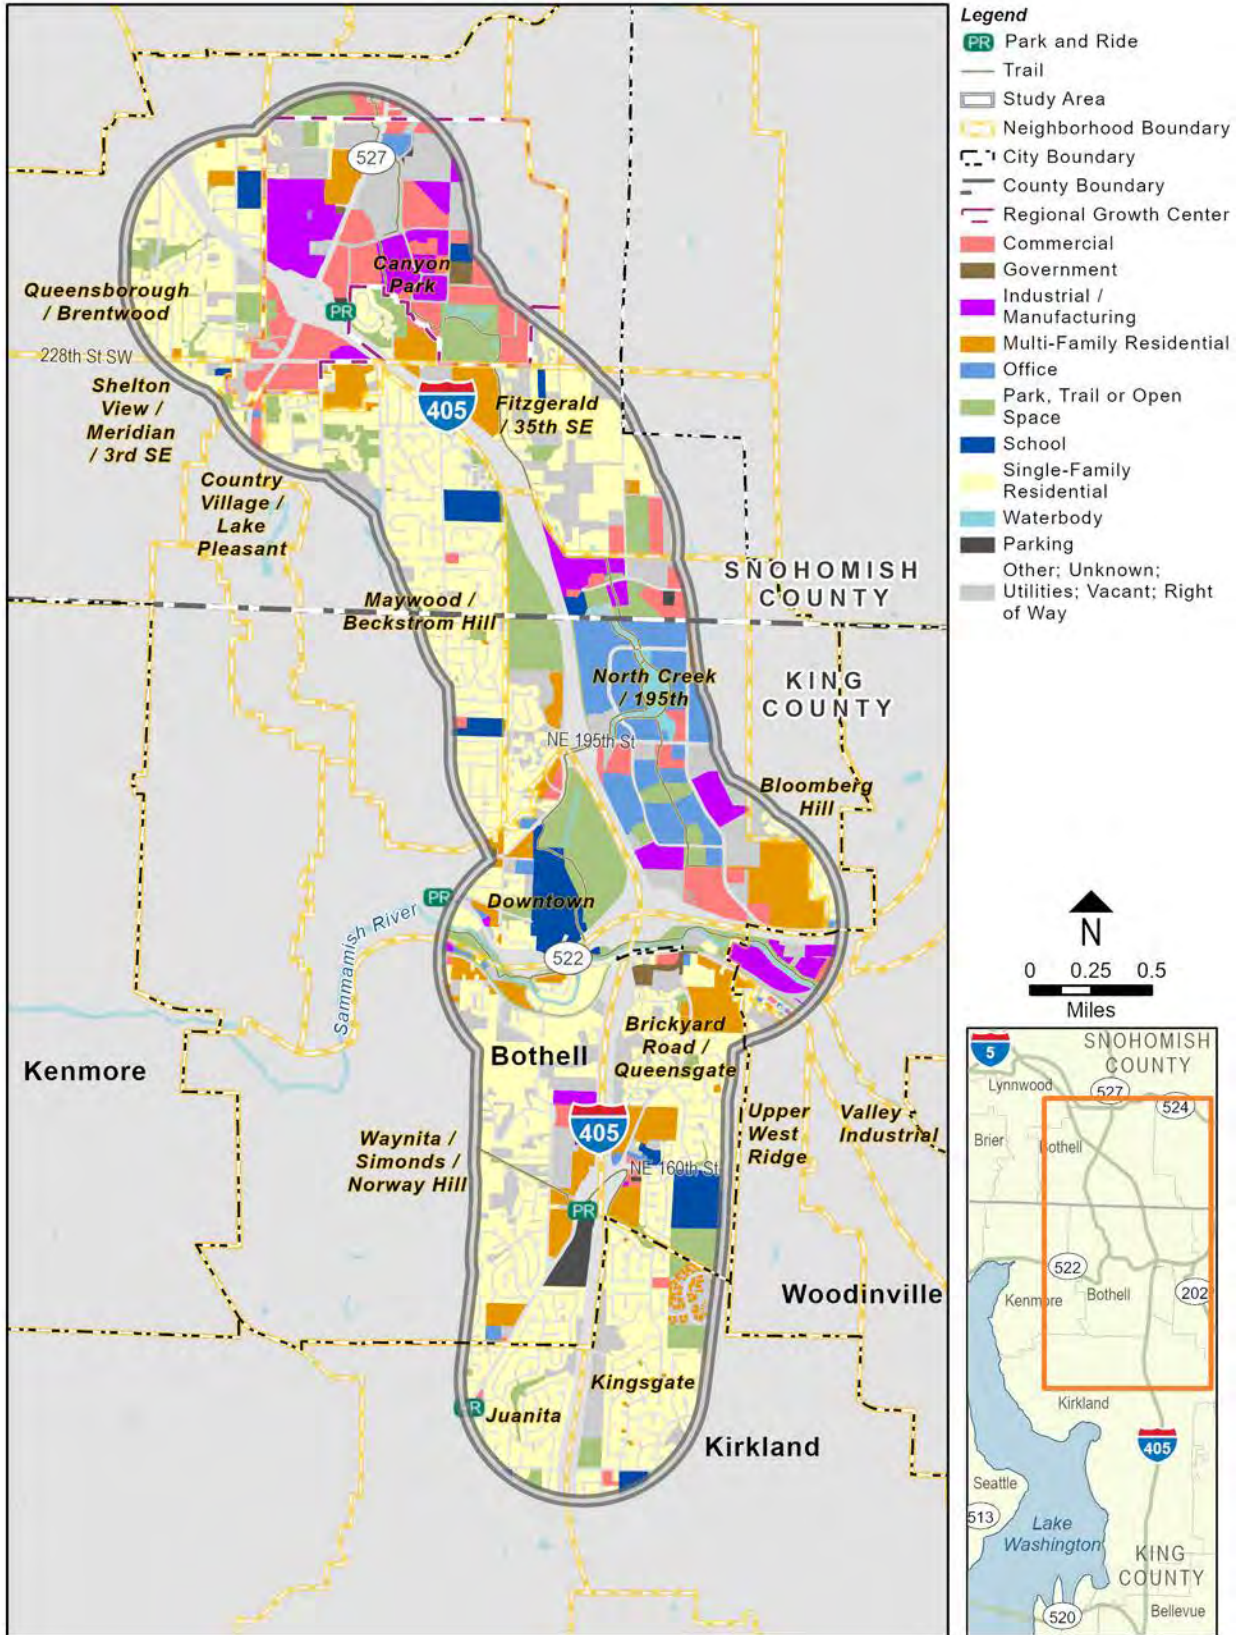 Legend
PR Park and Ride
Trail
Study Area
Neighborhood Boundary
City Boundary
County Boundary
Regional Growth Center
Commercial
Government
Industrial /
Manufacturing
Multi-Family Residential
Office
Park, Trail or Open
Space
School
Single-Family
Residential
Waterbody
Parking
Other; Unknown;
Utilities; Vacant; Right
of Way
527
Canyon
Park
Queensborough
/ Brentwood
PR
228th St SW
Shelton
View /
Meridian
/ 3rd SE
405
Fitzgerald
/ 35th SE
Country
Village /
Lake
Pleasant
SNOHOMISH
COUNTY
Maywood /
Beckstrom Hill
North Creek
/ 195th
KING
COUNTY
NE 195th St
Bloomberg
Hill
PR
Downtown
Sammamish River
522
Brickyard
Road /
Queensgate
Bothell
Kenmore
405
Upper
West
Ridge
Valley
Industrial
Waynita /
Simonds /
Norway Hill
NE 160th St
PR
Woodinville
Kingsgate
PR
Juanita
Kirkland
N
0 0.25 0.5
Miles
5
SNOHOMISH
COUNTY
Lynnwood
527
524
Brier
Bothell
522
Kenmore
Bothell
202
Kirkland
405
Seattle
513
Lake
Washington
KING
COUNTY
520
Bellevue